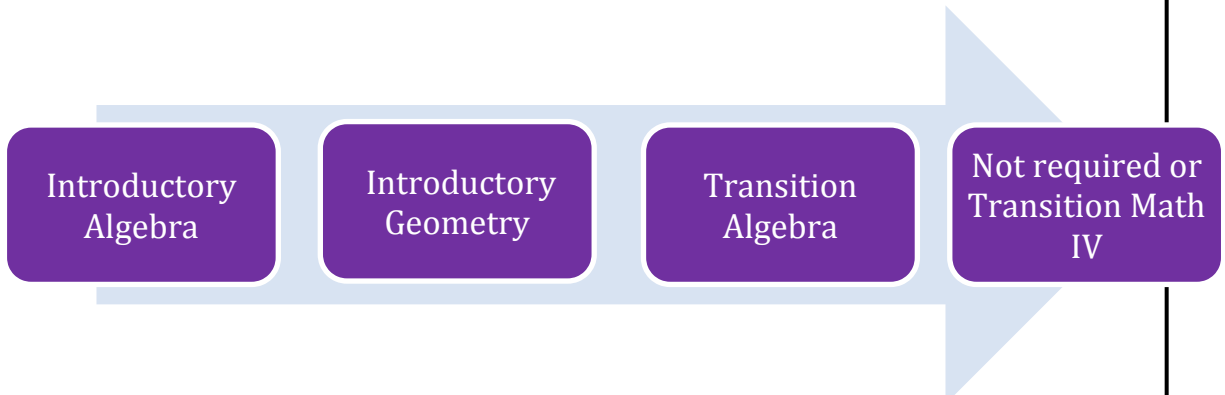 Introductory
Algebra
Introductory
Geometry
Transition
Algebra
Not required or
Transition Math
IV